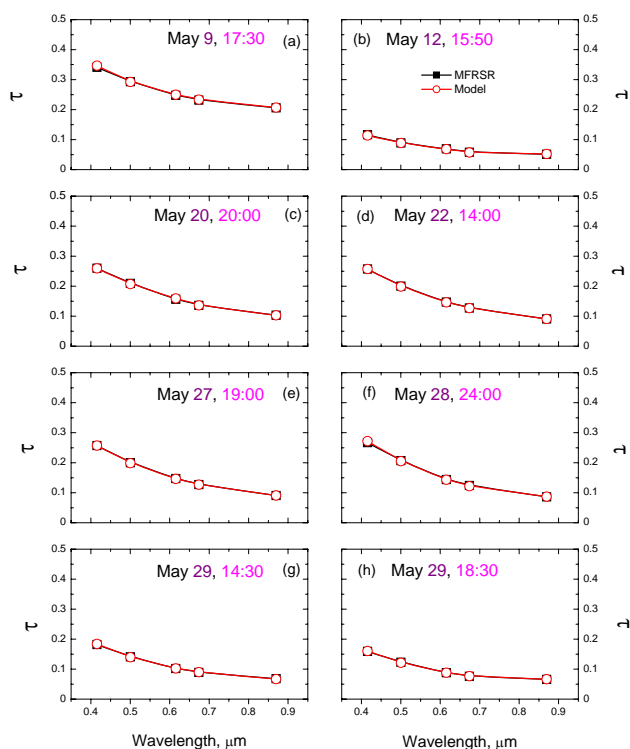 0.5
0.4
0.3
0.2
0.1
0
τ
May 9, 17:30 (a)
(b) May 12, 15:50
MFRSR
Model
0.5
0.4
0.3
0.2
0.1
0
τ
0.5
0.4
0.3
0.2
0.1
0
τ
May 20, 20:00 (c)
(d) May 22, 14:00
0.5
0.4
0.3
0.2
0.1
0
τ
0.5
0.4
0.3
0.2
0.1
0
τ
May 27, 19:00 (e)
(f) May 28, 24:00
0.5
0.4
0.3
0.2
0.1
0
τ
0.5
0.4
0.3
0.2
0.1
0
τ
May 29, 14:30 (g)
(h) May 29, 18:30
0.5
0.4
0.3
0.2
0.1
0
τ
0.4 0.5 0.6 0.7 0.8 0.9
0.4 0.5 0.6 0.7 0.8 0.9
Wavelength, μm
Wavelength, μm